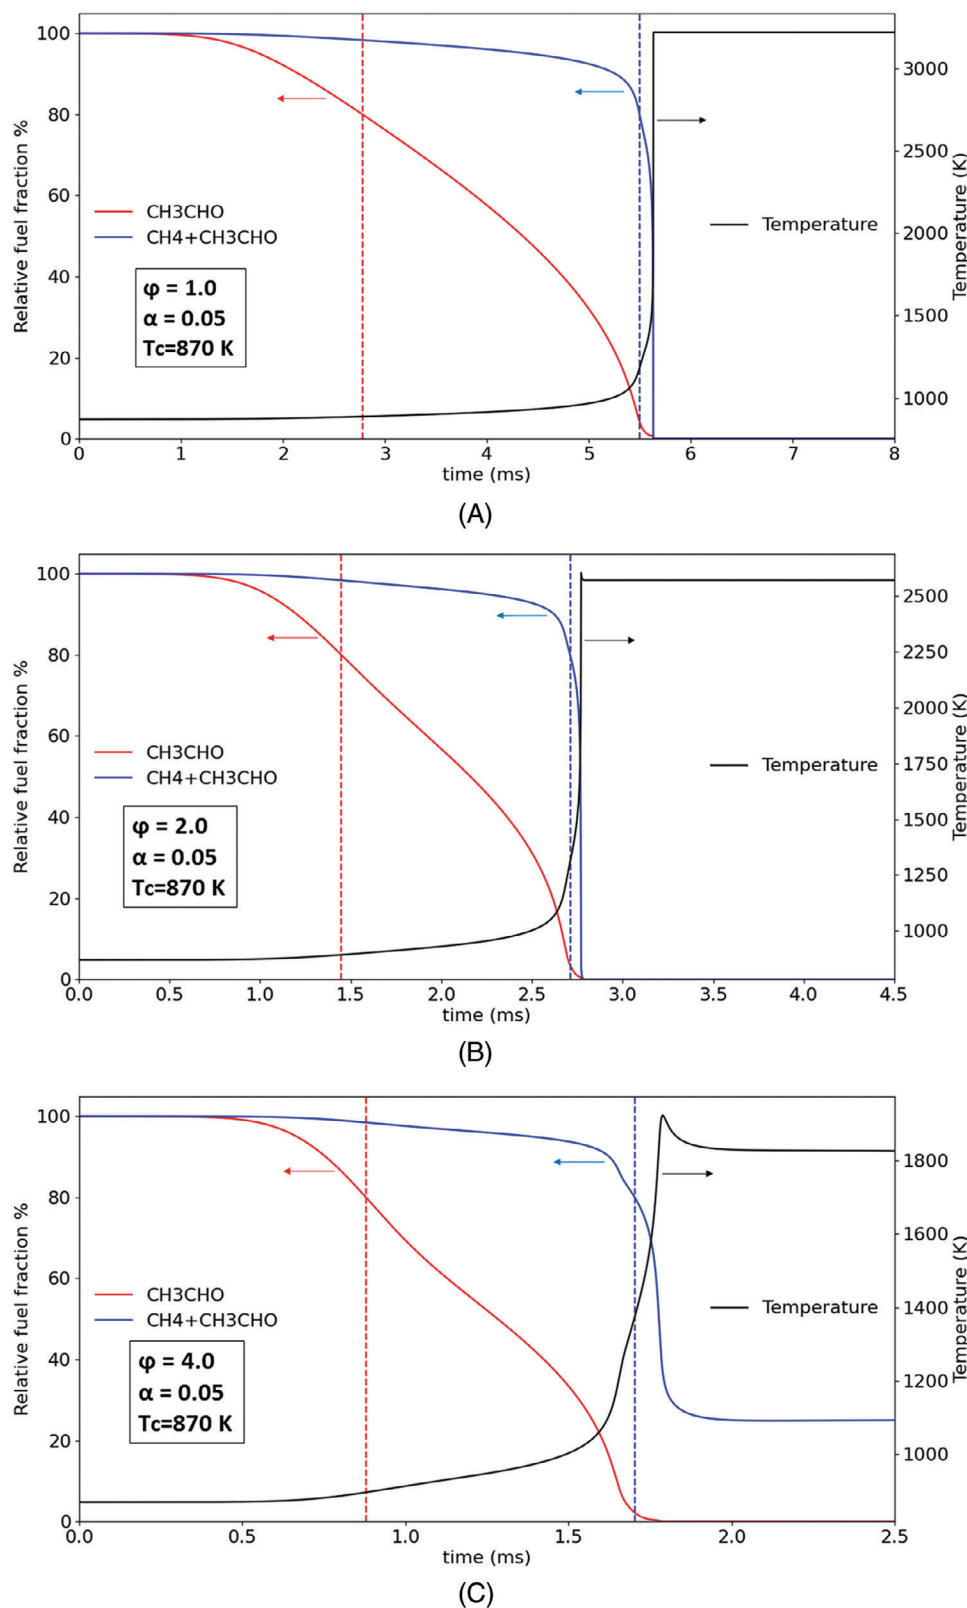 100
80
60
40
20
0
Relative fuel fraction %
CH3CHO
CH4+CH3CHO
φ = 1.0
α = 0.05
Tc=870 K
Temperature
3000
2500
2000
1500
1000
Temperature (K)
0 1 2 3 4 5 6 7 8
time (ms)
(A)
100
80
60
40
20
0
Relative fuel fraction %
CH3CHO
CH4+CH3CHO
φ = 2.0
α = 0.05
Tc=870 K
Temperature
2500
2250
2000
1750
1500
1250
1000
Temperature (K)
0.0 0.5 1.0 1.5 2.0 2.5 3.0 3.5 4.0 4.5
time (ms)
(B)
100
80
60
40
20
0
Relative fuel fraction %
CH3CHO
CH4+CH3CHO
φ = 4.0
α = 0.05
Tc=870 K
Temperature
1800
1600
1400
1200
1000
Temperature (K)
0.0 0.5 1.0 1.5 2.0 2.5
time (ms)
(C)